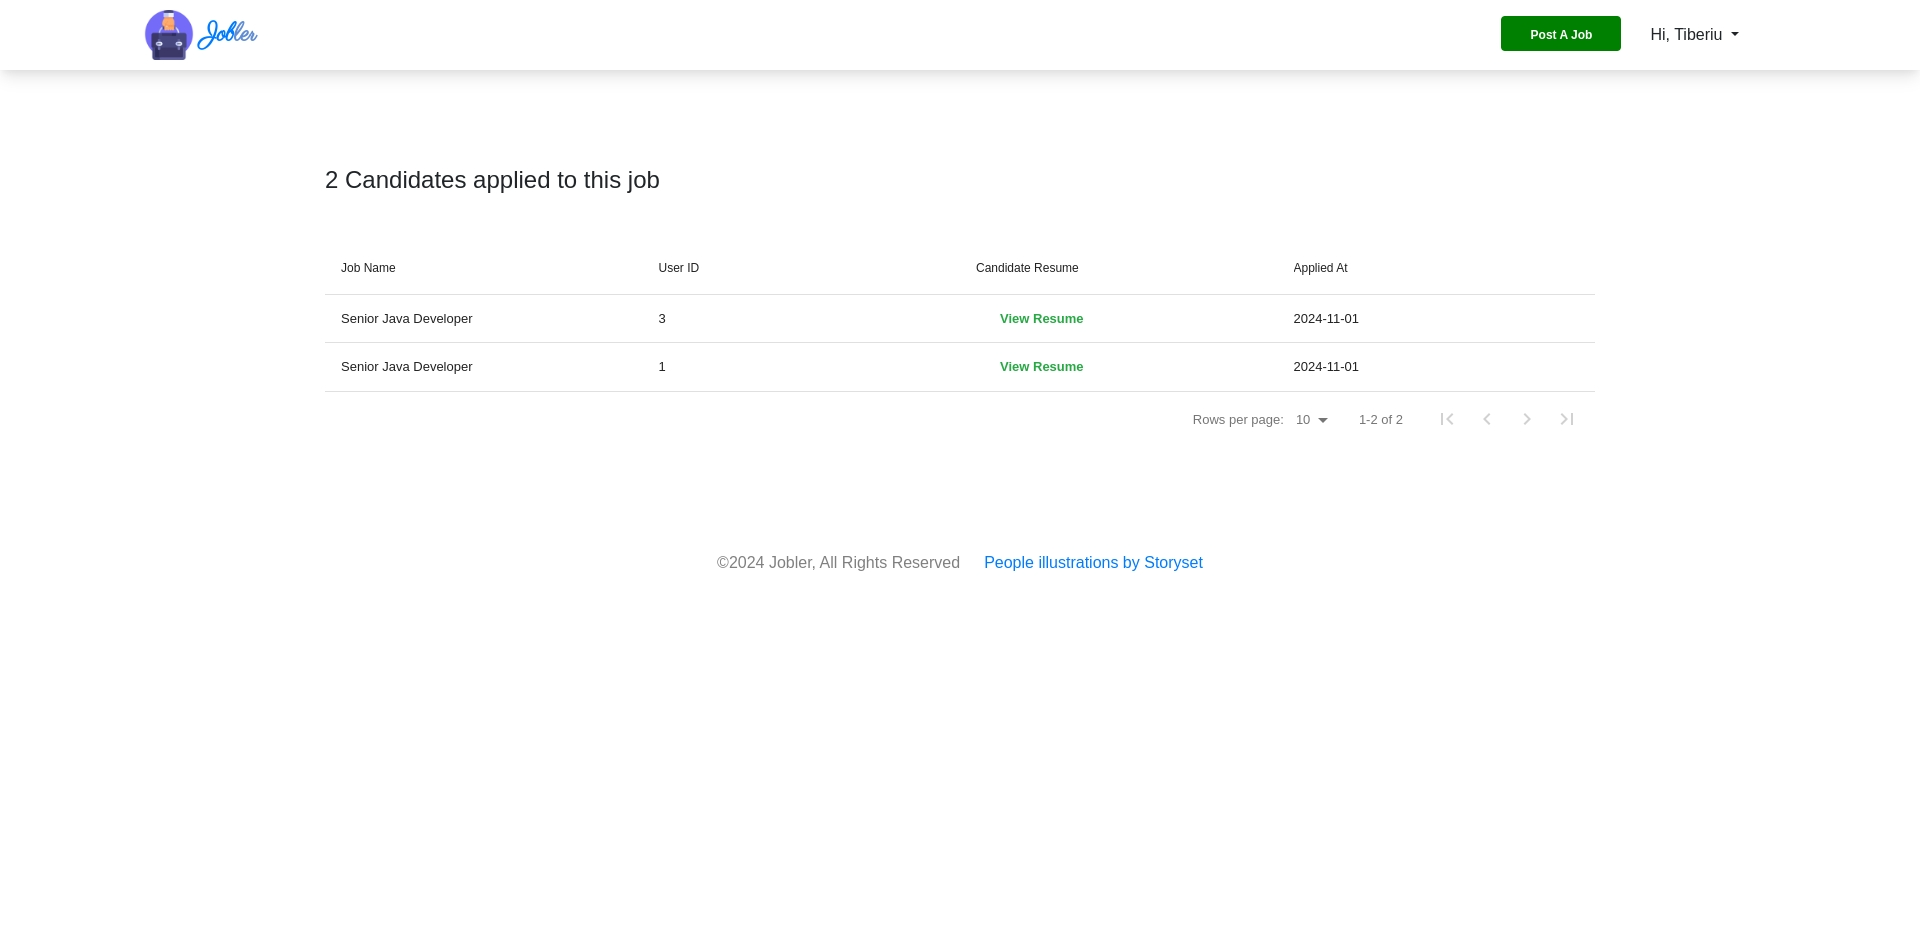 Jobler
Post A Job
Hi, Tiberiu
2 Candidates applied to this job
Job Name User ID Candidate Resume Applied At
Senior Java Developer 3 View Resume 2024-11-01
Senior Java Developer 1 View Resume 2024-11-01
Rows per page: 10 1-2 of 2
©2024 Jobler, All Rights Reserved People illustrations by Storyset